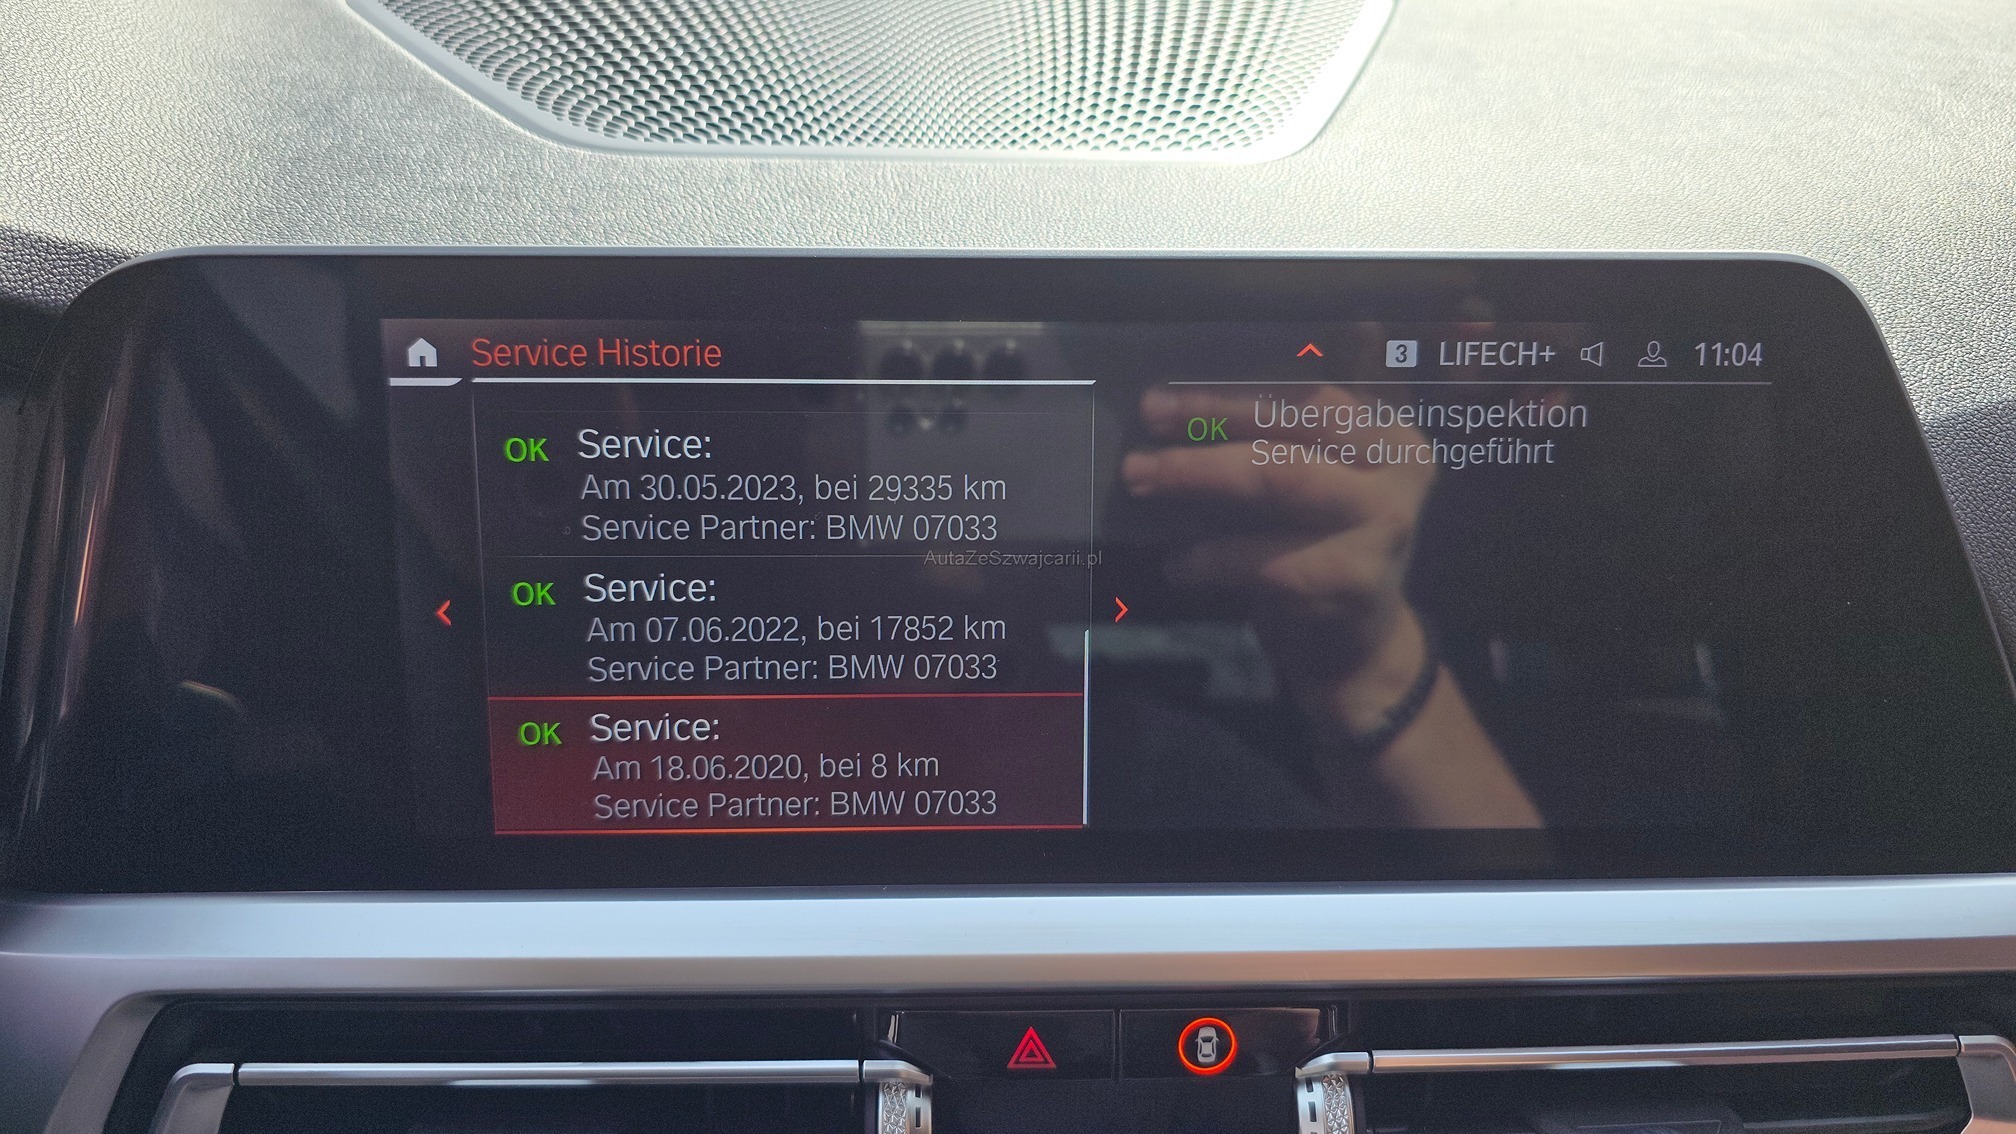 Service Historie
3 LIFECH+ 11:04
OK Service:
Am 30.05.2023, bei 29335 km
Service Partner: BMW 07033
OK Service:
Am 07.06.2022, bei 17852 km
Service Partner: BMW 07033
OK Service:
Am 18.06.2020, bei 8 km
Service Partner: BMW 07033
OK Übergabeinspektion
Service durchgeführt
AutaZeSzwajcarii.pl